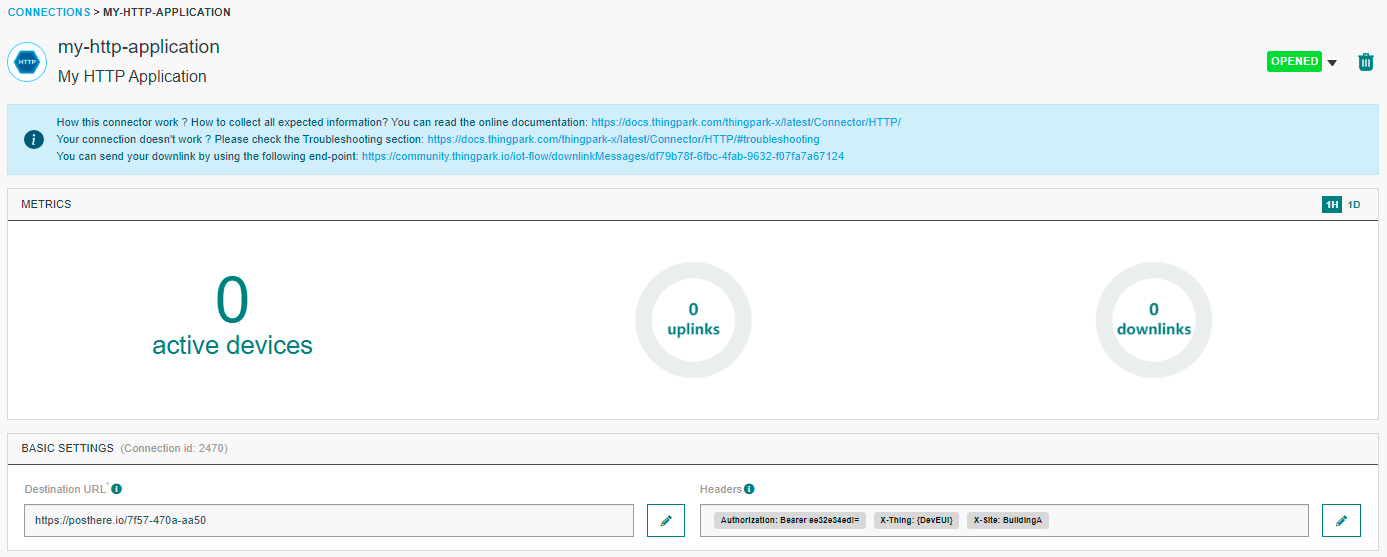 CONNECTIONS > MY-HTTP-APPLICATION
HTTP
my-http-application
My HTTP Application
OPENED
How this connector work ? How to collect all expected information? You can read the online documentation: https://docs.thingpark.com/thingpark-x/latest/Connector/HTTP/
Your connection doesn't work ? Please check the Troubleshooting section: https://docs.thingpark.com/thingpark-x/latest/Connector/HTTP/#troubleshooting
You can send your downlink by using the following end-point: https://community.thingpark.io/iot-flow/downlinkMessages/df79b78f-6fbc-4fab-9632-f07fa7a67124
METRICS
1H 1D
0
active devices
0
uplinks
0
downlinks
BASIC SETTINGS (Connection id: 2470)
Destination URL*
https://posthere.io/7f57-470a-aa50
Headers
Authorization: Bearer ee32e34ed!= X-Thing: {DevEUI} X-Site: BuildingA